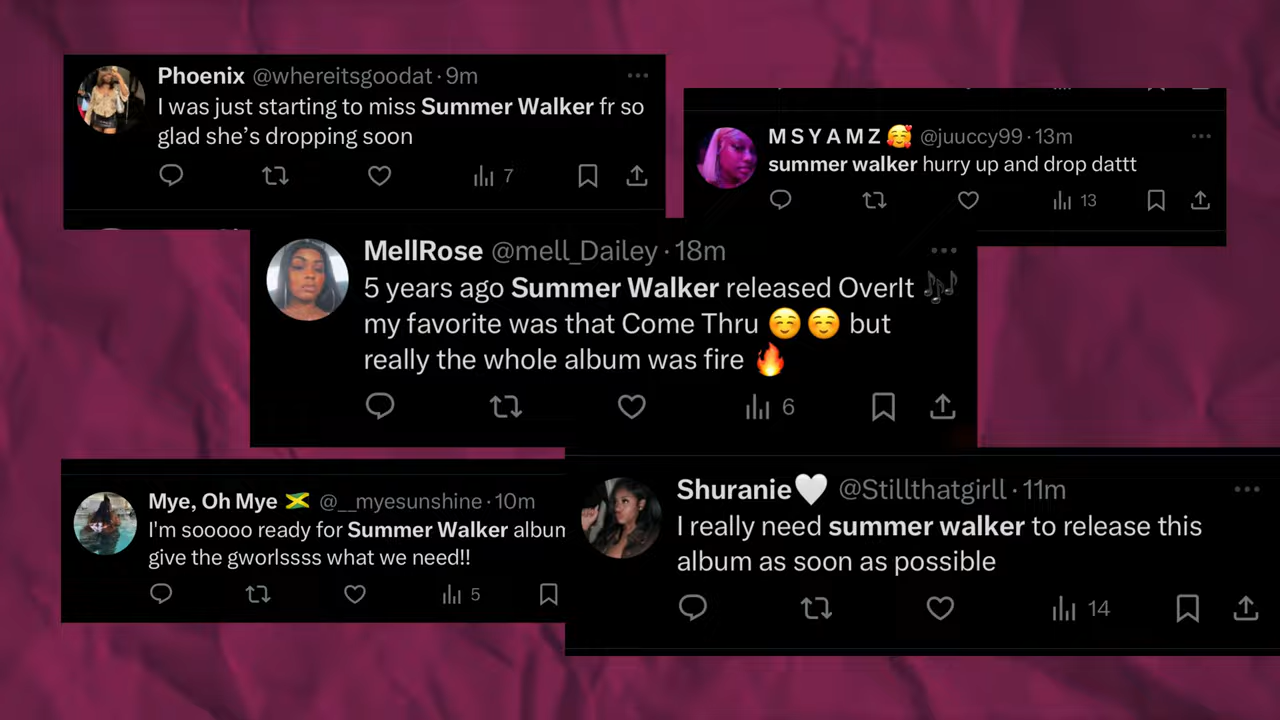 Phoenix @whereitsgoodat · 9m
I was just starting to miss Summer Walker fr so
glad she's dropping soon
7
M S Y A M Z 🥰 @juuccy99 · 13m
summer walker hurry up and drop dattt
13
MellRose @mell_Dailey · 18m
5 years ago Summer Walker released OverIt 🎶
my favorite was that Come Thru ☺️☺️ but
really the whole album was fire 🔥
6
Mye, Oh Mye 🇯🇲 @__myesunshine · 10m
I'm sooooo ready for Summer Walker album
give the gworlssss what we need!!
5
Shuranie🤍 @Stillthatgirll · 11m
I really need summer walker to release this
album as soon as possible
14